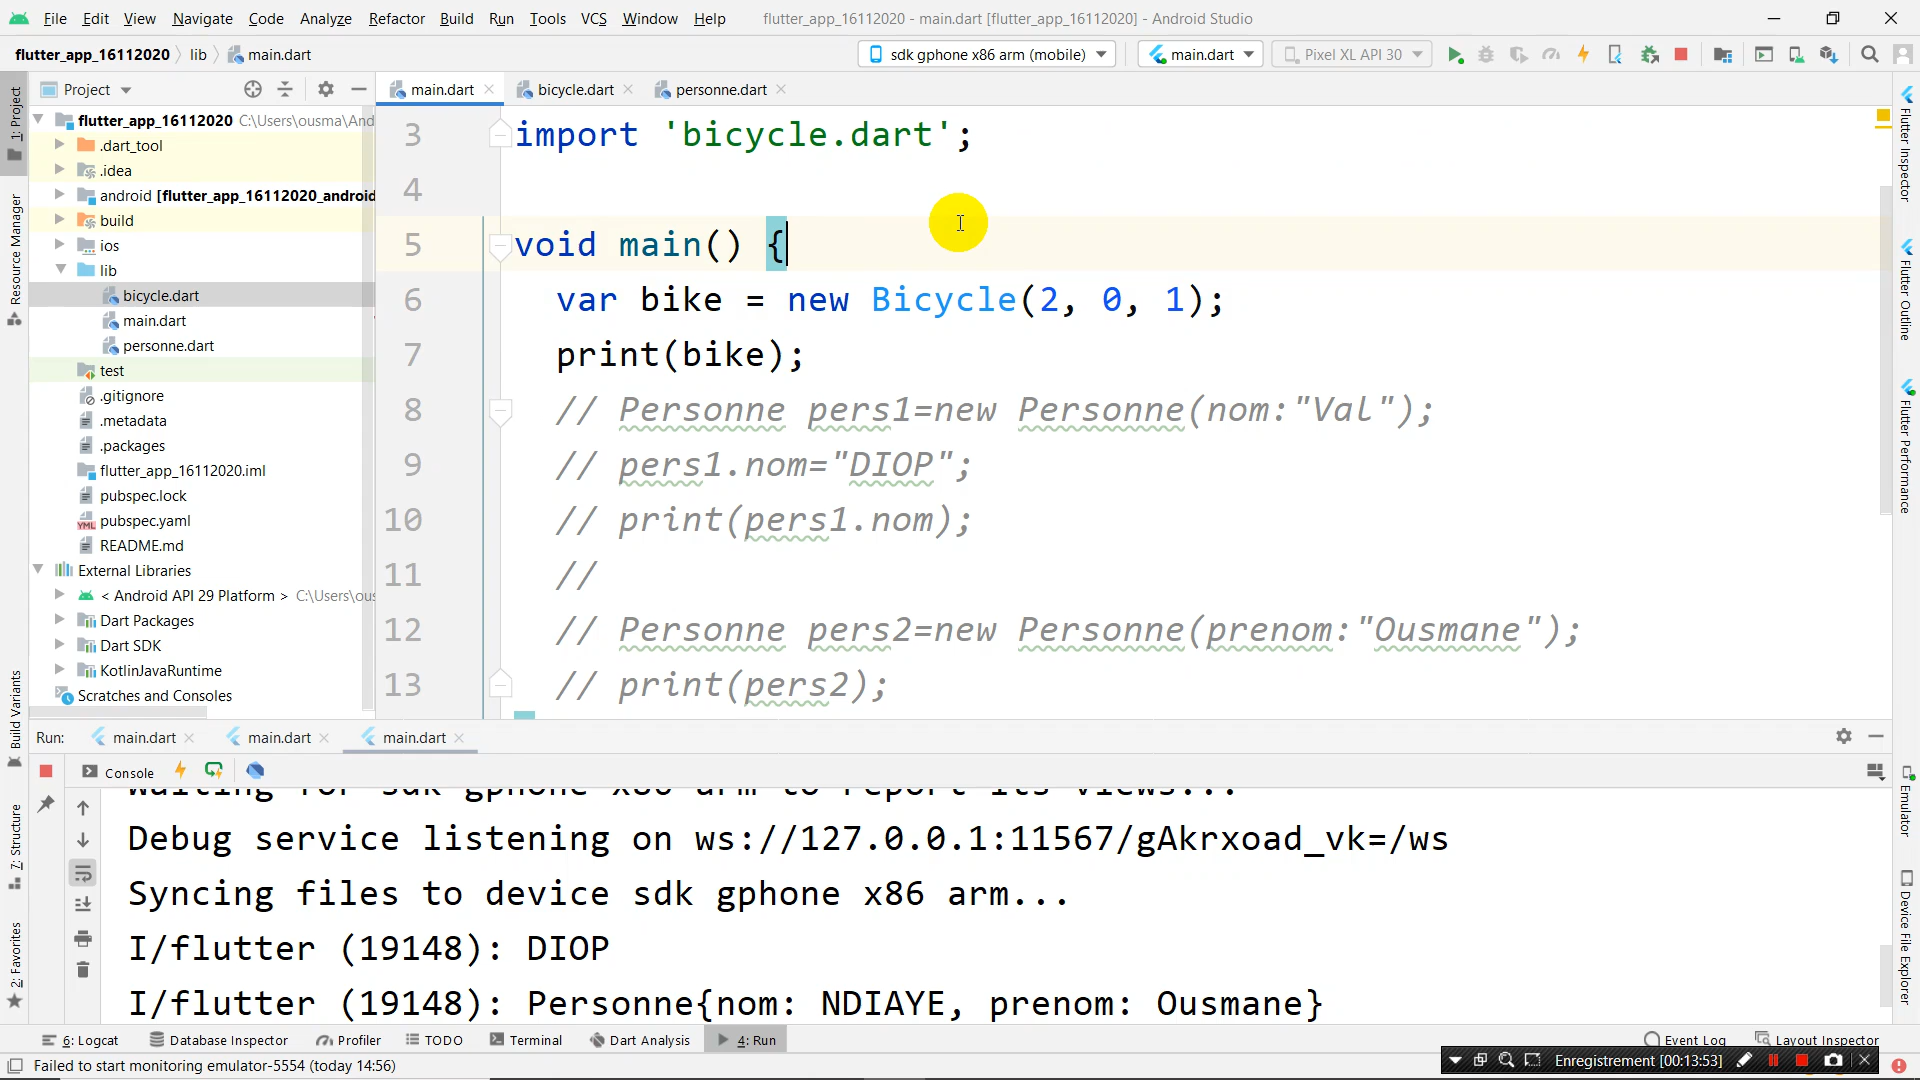 File Edit View Navigate Code Analyze Refactor Build Run Tools VCS Window Help flutter_app_16112020 - main.dart [flutter_app_16112020] - Android Studio
flutter_app_16112020 lib main.dart sdk gphone x86 arm (mobile) main.dart Pixel XL API 30
Project main.dart bicycle.dart personne.dart
flutter_app_16112020 C:\Users\ousma\And
.dart_tool
.idea
android [flutter_app_16112020_android
build
ios
lib
bicycle.dart
main.dart
personne.dart
test
.gitignore
.metadata
.packages
flutter_app_16112020.iml
pubspec.lock
pubspec.yaml
README.md
External Libraries
< Android API 29 Platform > C:\Users\ous
Dart Packages
Dart SDK
KotlinJavaRuntime
Scratches and Consoles
3 import 'bicycle.dart';
4
5 void main() {
6 var bike = new Bicycle(2, 0, 1);
7 print(bike);
8 // Personne pers1=new Personne(nom:"Val");
9 // pers1.nom="DIOP";
10 // print(pers1.nom);
11 //
12 // Personne pers2=new Personne(prenom:"Ousmane");
13 // print(pers2);
1: Project
Resource Manager
Build Variants
7: Structure
2: Favorites
Flutter Inspector
Flutter Outline
Flutter Performance
Emulator
Device File Explorer
Run: main.dart main.dart main.dart
Console
Waiting for sdk gphone x86 arm to report its views...
Debug service listening on ws://127.0.0.1:11567/gAkrxoad_vk=/ws
Syncing files to device sdk gphone x86 arm...
I/flutter (19148): DIOP
I/flutter (19148): Personne{nom: NDIAYE, prenom: Ousmane}
6: Logcat Database Inspector Profiler TODO Terminal Dart Analysis 4: Run Event Log Layout Inspector
Failed to start monitoring emulator-5554 (today 14:56) Enregistrement [00:13:53]